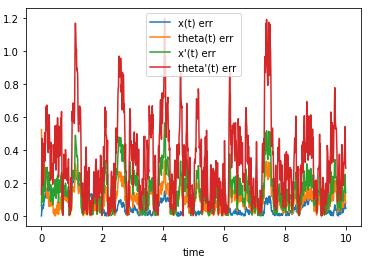 x(t) err
theta(t) err
x'(t) err
theta'(t) err
1.2
1.0
0.8
0.6
0.4
0.2
0.0
0 2 4 6 8 10
time